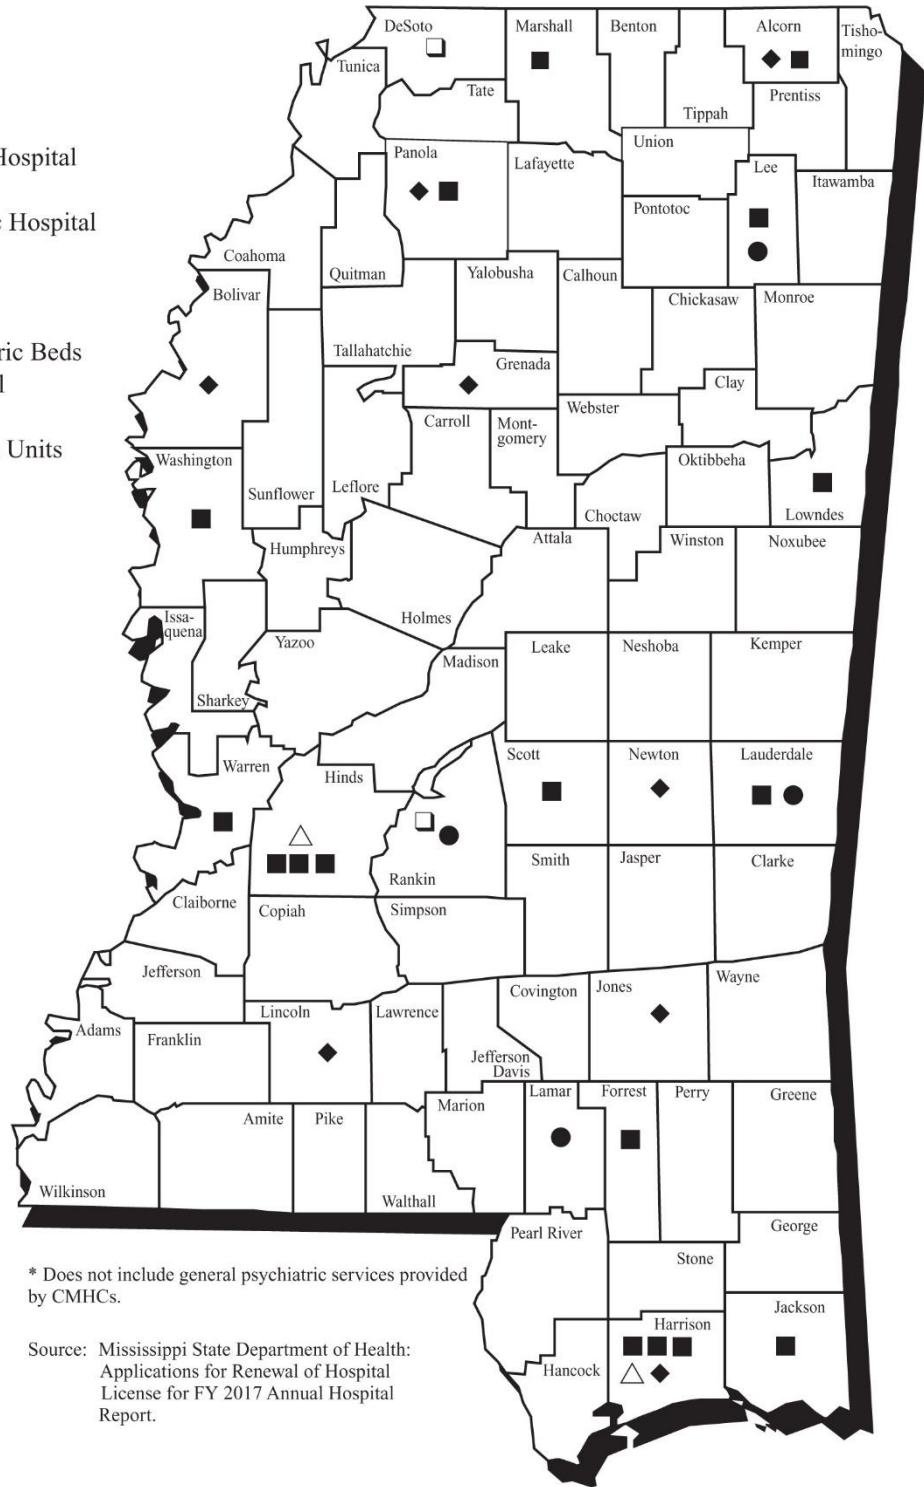 DeSoto
Marshall
Benton
Alcorn
Tisho-
mingo
Tunica
Tate
Prentiss
Tippah
Hospital
Union
Panola
Lafayette
Lee
Itawamba
Pontotoc
Hospital
Coahoma
Quitman
Yalobusha
Calhoun
Bolivar
Chickasaw
Monroe
ric Beds
Tallahatchie
Grenada
Clay
l
Webster
Carroll
Mont-
gomery
Units
Washington
Oktibbeha
Sunflower
Leflore
Choctaw
Lowndes
Humphreys
Attala
Winston
Noxubee
Issa-
quena
Holmes
Yazoo
Leake
Neshoba
Kemper
Madison
Sharkey
Scott
Newton
Lauderdale
Warren
Hinds
Smith
Jasper
Clarke
Rankin
Claiborne
Copiah
Simpson
Jefferson
Covington
Jones
Wayne
Lincoln
Lawrence
Adams
Franklin
Jefferson
Davis
Lamar
Forrest
Perry
Greene
Marion
Amite
Pike
Wilkinson
Walthall
George
Pearl River
Stone
* Does not include general psychiatric services provided
by CMHCs.
Jackson
Harrison
Source: Mississippi State Department of Health:
Applications for Renewal of Hospital
License for FY 2017 Annual Hospital
Report.
Hancock